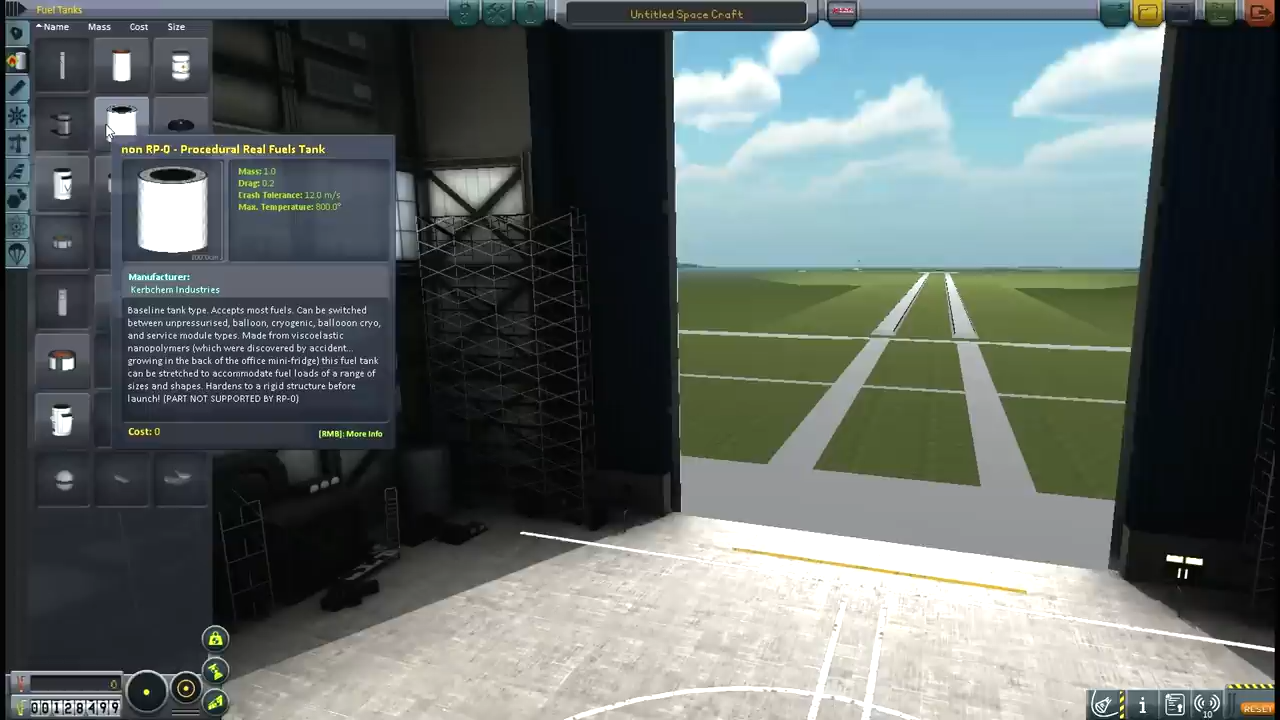 Fuel Tanks
Name Mass Cost Size
Untitled Space Craft
non RP-0 - Procedural Real Fuels Tank
Mass: 1.0
Drag: 0.2
Crash Tolerance: 12.0 m/s
Max. Temperature: 800.0°
Manufacturer:
Kerbchem Industries
Baseline tank type. Accepts most fuels. Can be switched
between unpressurised, balloon, cryogenic, ballooon cryo,
and service module types. Made from viscoelastic
nanopolymers (which were discovered by accident...
growing in the back of the office mini-fridge) this fuel tank
can be stretched to accommodate fuel loads of a range of
sizes and shapes. Hardens to a rigid structure before
launch! (PART NOT SUPPORTED BY RP-0)
Cost: 0
[RMB]: More Info
0
00128499
10
RESET